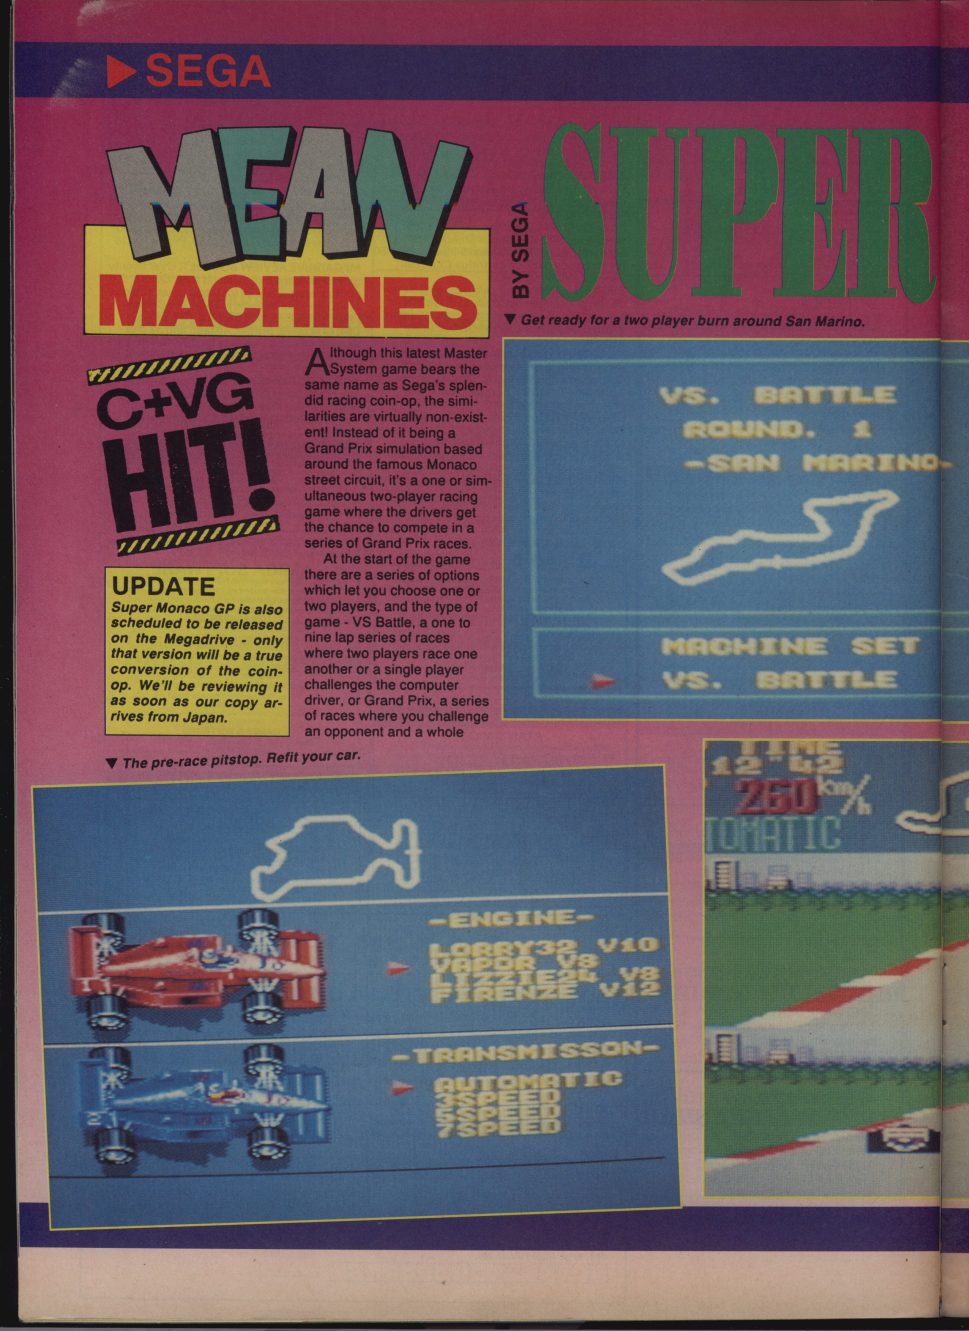 SEGA
MEAN
MACHINES
BY SEGA
SUPER
Get ready for a two player burn around San Marino.
C+VG
HIT!
UPDATE
Super Monaco GP is also
scheduled to be released
on the Megadrive - only
that version will be a true
conversion of the coin-
op. We'll be reviewing it
as soon as our copy ar-
rives from Japan.
Although this latest Master
System game bears the
same name as Sega's splen-
did racing coin-op, the simi-
larities are virtually non-exist-
ent! Instead of it being a
Grand Prix simulation based
around the famous Monaco
street circuit, it's a one or sim-
ultaneous two-player racing
game where the drivers get
the chance to compete in a
series of Grand Prix races.
At the start of the game
there are a series of options
which let you choose one or
two players, and the type of
game - VS Battle, a one to
nine lap series of races
where two players race one
another or a single player
challenges the computer
driver, or Grand Prix, a series
of races where you challenge
an opponent and a whole
VS. BATTLE
ROUND. 1
-SAN MARINO-
MACHINE SET
VS. BATTLE
The pre-race pitstop. Refit your car.
-ENGINE-
LORRY32 V10
VAPOR V8
LIZZIE24 V8
FIRENZE V12
-TRANSMISSON-
AUTOMATIC
3SPEED
5SPEED
7SPEED
TIME
12"42
260 km/h
TOMATIC